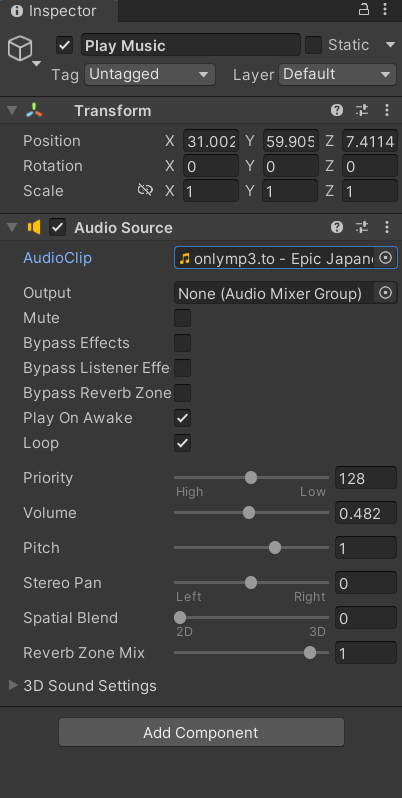 Inspector
Play Music Static
Tag Untagged Layer Default
Transform
Position X 31.002 Y 59.905 Z 7.4114
Rotation X 0 Y 0 Z 0
Scale X 1 Y 1 Z 1
Audio Source
AudioClip onlymp3.to - Epic Japan
Output None (Audio Mixer Group)
Mute
Bypass Effects
Bypass Listener Effe
Bypass Reverb Zone
Play On Awake
Loop
Priority 128
High Low
Volume 0.482
Pitch 1
Stereo Pan 0
Left Right
Spatial Blend 0
2D 3D
Reverb Zone Mix 1
3D Sound Settings
Add Component